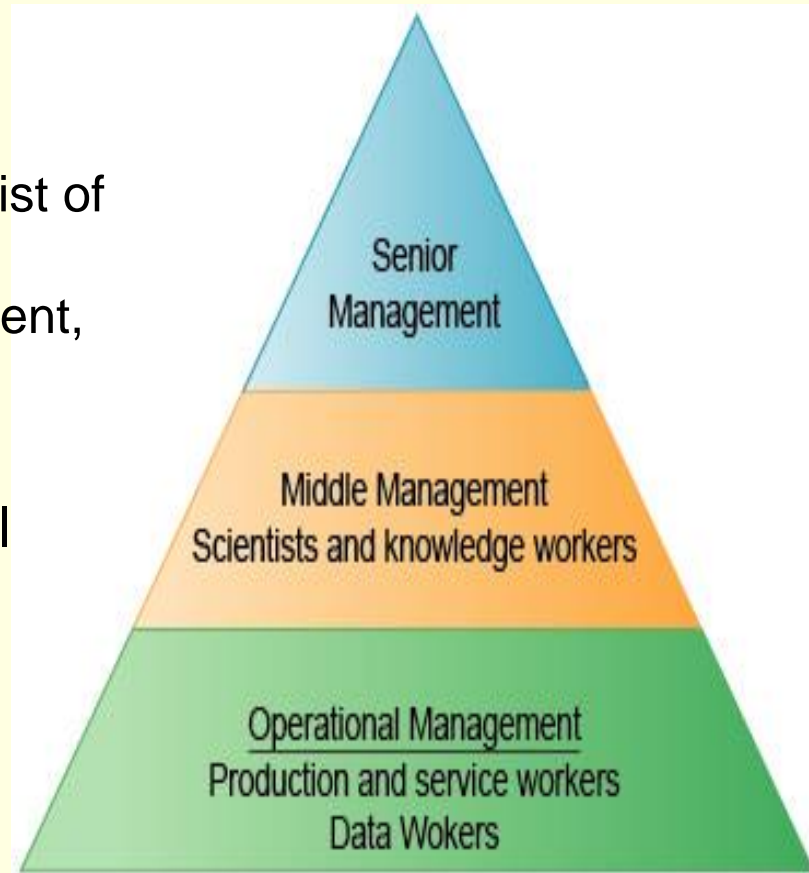 ist of
ent,
l
Senior
Management
Middle Management
Scientists and knowledge workers
Operational Management
Production and service workers
Data Wokers